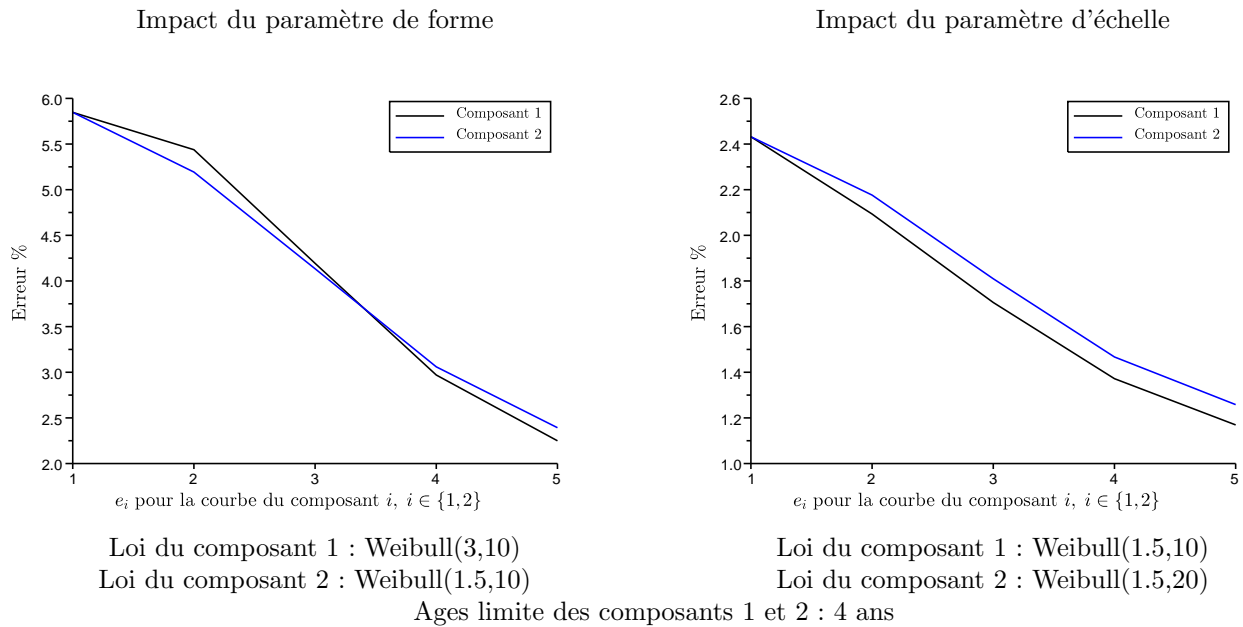 Impact du paramètre de forme
Impact du paramètre d'échelle
6.0
5.5
5.0
4.5
4.0
3.5
3.0
2.5
2.0
Erreur %
Composant 1
Composant 2
1 2 3 4 5
e_i pour la courbe du composant i, i ∈ {1,2}
2.6
2.4
2.2
2.0
1.8
1.6
1.4
1.2
1.0
Erreur %
Composant 1
Composant 2
1 2 3 4 5
e_i pour la courbe du composant i, i ∈ {1,2}
Loi du composant 1 : Weibull(3,10)
Loi du composant 2 : Weibull(1.5,10)
Loi du composant 1 : Weibull(1.5,10)
Loi du composant 2 : Weibull(1.5,20)
Ages limite des composants 1 et 2 : 4 ans